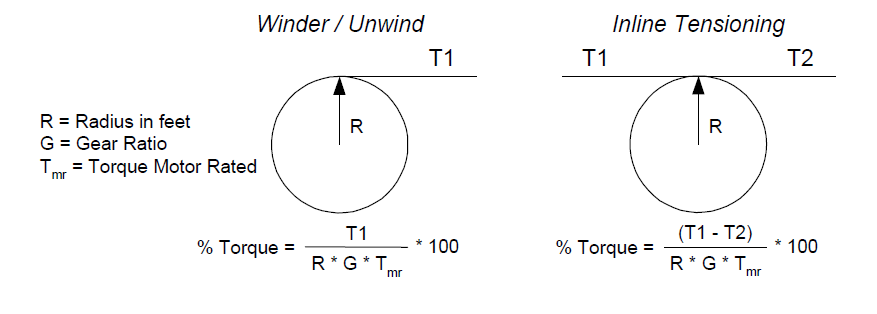 Winder / Unwind
Inline Tensioning
T1
T1
T2
R = Radius in feet
G = Gear Ratio
Tmr = Torque Motor Rated
R
R
% Torque = T1 / R * G * Tmr * 100
% Torque = (T1 - T2) / R * G * Tmr * 100